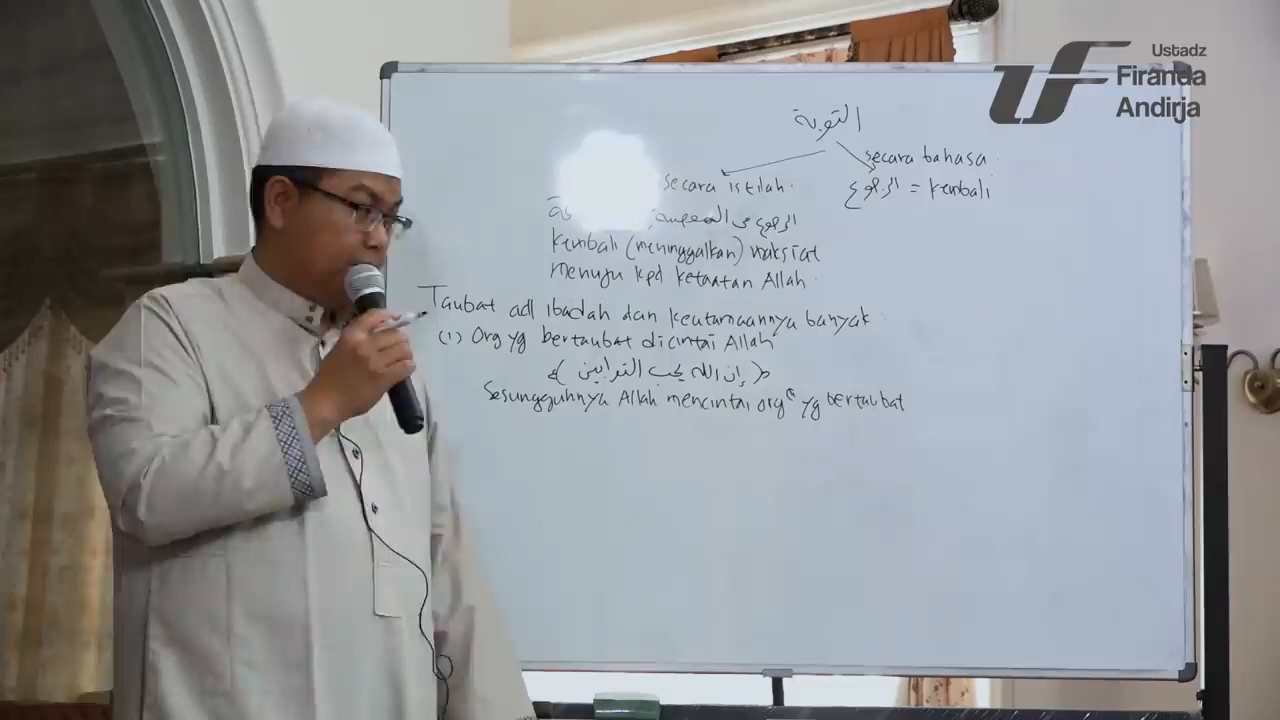 Ustadz
Firanda
Andirja
التوبة
secara bahasa
الرجوع = kembali
secara istilah.
الرجوع من المعصية
kembali (meninggalkan) maksiat
menuju kpd ketaatan Allah.
Taubat adl ibadah dan keutamaannya banyak.
(1) Org yg bertaubat dicintai Allah
﴿ إن الله يحب التوابين ﴾
Sesungguhnya Allah mencintai org² yg bertaubat